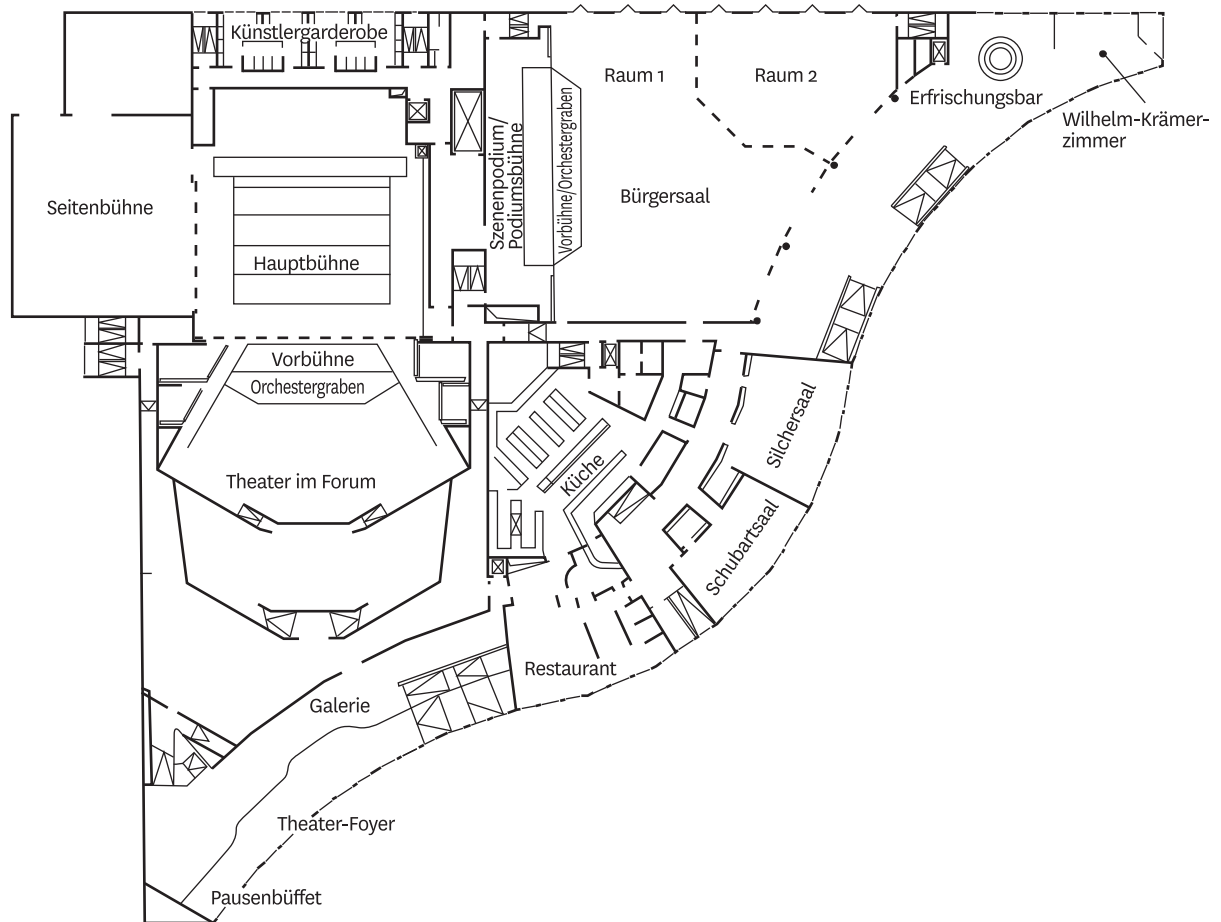 Künstlergarderobe
Raum 1
Raum 2
Erfrischungsbar
Wilhelm-Krämer-
zimmer
Seitenbühne
Szenenpodium/
Podiumsbühne
Vorbühne/Orchestergraben
Bürgersaal
Hauptbühne
Vorbühne
Orchestergraben
Silchersaal
Theater im Forum
Küche
Schubartsaal
Restaurant
Galerie
Theater-Foyer
Pausenbüffet